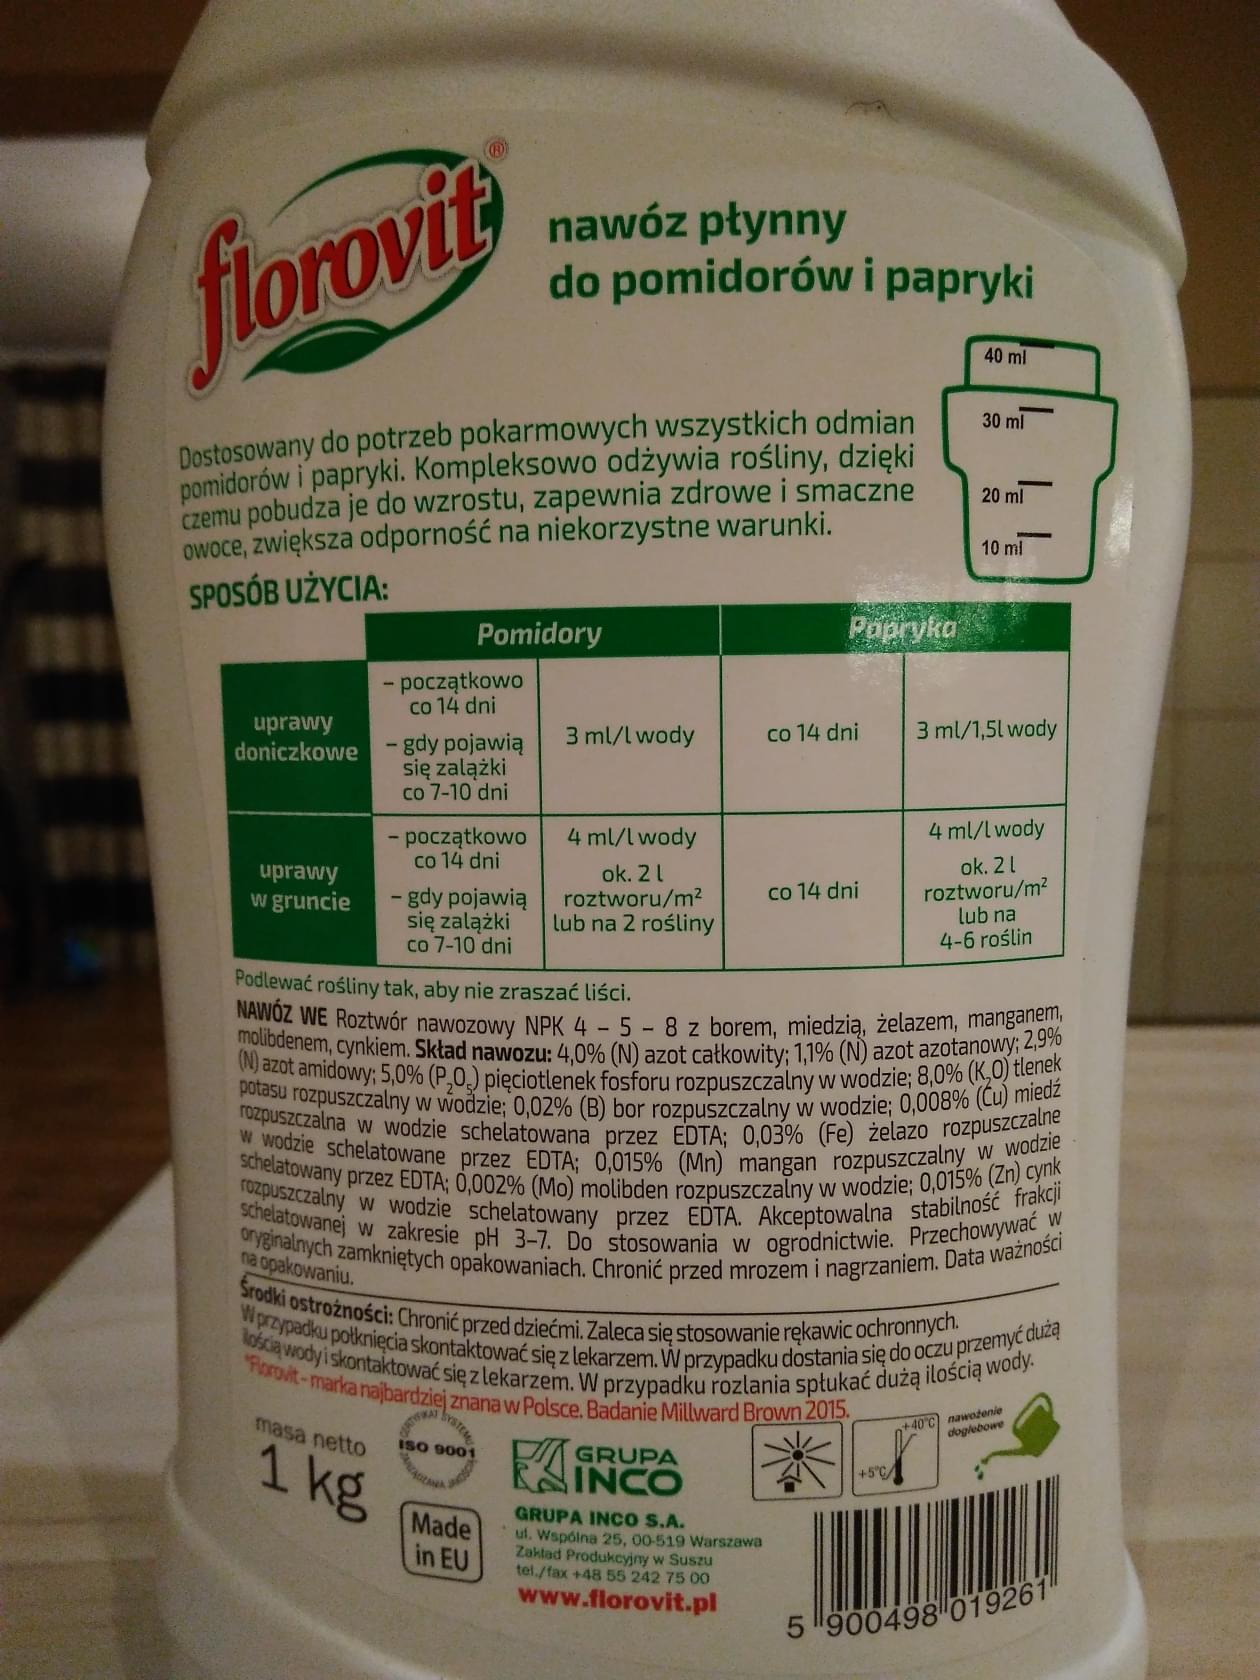 florovit®
nawóz płynny
do pomidorów i papryki
40 ml
30 ml
20 ml
10 ml
Dostosowany do potrzeb pokarmowych wszystkich odmian
pomidorów i papryki. Kompleksowo odżywia rośliny, dzięki
czemu pobudza je do wzrostu, zapewnia zdrowe i smaczne
owoce, zwiększa odporność na niekorzystne warunki.
SPOSÓB UŻYCIA:
Pomidory
Papryka
uprawy
doniczkowe
– początkowo
co 14 dni
– gdy pojawią
się zalążki
co 7-10 dni
3 ml/l wody
co 14 dni
3 ml/1,5l wody
uprawy
w gruncie
– początkowo
co 14 dni
– gdy pojawią
się zalążki
co 7-10 dni
4 ml/l wody
ok. 2 l
roztworu/m²
lub na 2 rośliny
co 14 dni
4 ml/l wody
ok. 2 l
roztworu/m²
lub na
4-6 roślin
Podlewać rośliny tak, aby nie zraszać liści.
NAWÓZ WE Roztwór nawozowy NPK 4 – 5 – 8 z borem, miedzią, żelazem, manganem,
molibdenem, cynkiem. Skład nawozu: 4,0% (N) azot całkowity; 1,1% (N) azot azotanowy; 2,9%
(N) azot amidowy; 5,0% (P₂O₅) pięciotlenek fosforu rozpuszczalny w wodzie; 8,0% (K₂O) tlenek
potasu rozpuszczalny w wodzie; 0,02% (B) bor rozpuszczalny w wodzie; 0,008% (Cu) miedź
rozpuszczalna w wodzie schelatowana przez EDTA; 0,03% (Fe) żelazo rozpuszczalne
w wodzie schelatowane przez EDTA; 0,015% (Mn) mangan rozpuszczalny w wodzie
schelatowany przez EDTA; 0,002% (Mo) molibden rozpuszczalny w wodzie; 0,015% (Zn) cynk
rozpuszczalny w wodzie schelatowany przez EDTA. Akceptowalna stabilność frakcji
schelatowanej w zakresie pH 3–7. Do stosowania w ogrodnictwie. Przechowywać w
oryginalnych zamkniętych opakowaniach. Chronić przed mrozem i nagrzaniem. Data ważności
na opakowaniu.
Środki ostrożności: Chronić przed dziećmi. Zaleca się stosowanie rękawic ochronnych.
W przypadku połknięcia skontaktować się z lekarzem. W przypadku dostania się do oczu przemyć dużą
ilością wody i skontaktować się z lekarzem. W przypadku rozlania spłukać dużą ilością wody.
*Florovit - marka najbardziej znana w Polsce. Badanie Millward Brown 2015.
masa netto
1 kg
CERTYFIKAT SYSTEMU
ISO 9001
ZARZĄDZANIA JAKOŚCIĄ
Made
in EU
GRUPA
INCO
GRUPA INCO S.A.
ul. Wspólna 25, 00-519 Warszawa
Zakład Produkcyjny w Suszu
tel./fax +48 55 242 75 00
www.florovit.pl
+40°C
+5°C
nawożenie
doglebowe
5 900498 019261